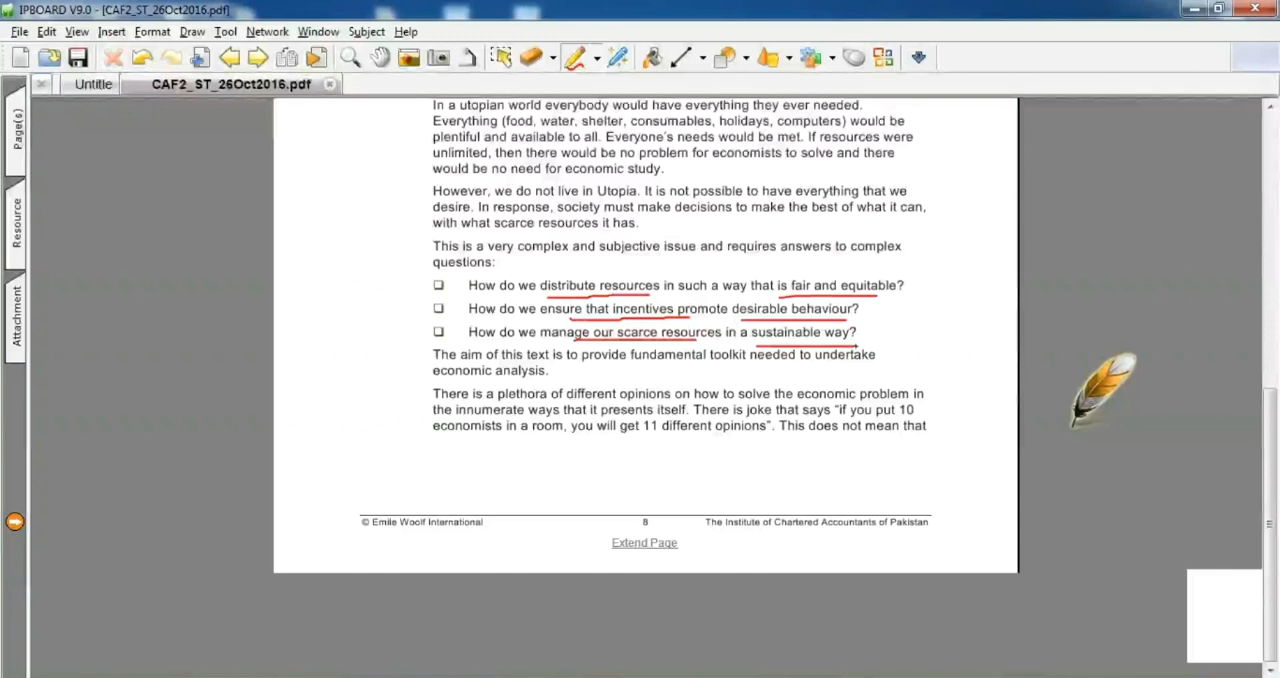 IPBOARD V9.0 - [CAF2_ST_26Oct2016.pdf]
File Edit View Insert Format Draw Tool Network Window Subject Help
Untitle CAF2_ST_26Oct2016.pdf
Page(s)
Resource
Attachment
In a utopian world everybody would have everything they ever needed.
Everything (food, water, shelter, consumables, holidays, computers) would be
plentiful and available to all. Everyone's needs would be met. If resources were
unlimited, then there would be no problem for economists to solve and there
would be no need for economic study.
However, we do not live in Utopia. It is not possible to have everything that we
desire. In response, society must make decisions to make the best of what it can,
with what scarce resources it has.
This is a very complex and subjective issue and requires answers to complex
questions:
❑ How do we distribute resources in such a way that is fair and equitable?
❑ How do we ensure that incentives promote desirable behaviour?
❑ How do we manage our scarce resources in a sustainable way?
The aim of this text is to provide fundamental toolkit needed to undertake
economic analysis.
There is a plethora of different opinions on how to solve the economic problem in
the innumerate ways that it presents itself. There is joke that says "if you put 10
economists in a room, you will get 11 different opinions". This does not mean that
© Emile Woolf International 8 The Institute of Chartered Accountants of Pakistan
Extend Page